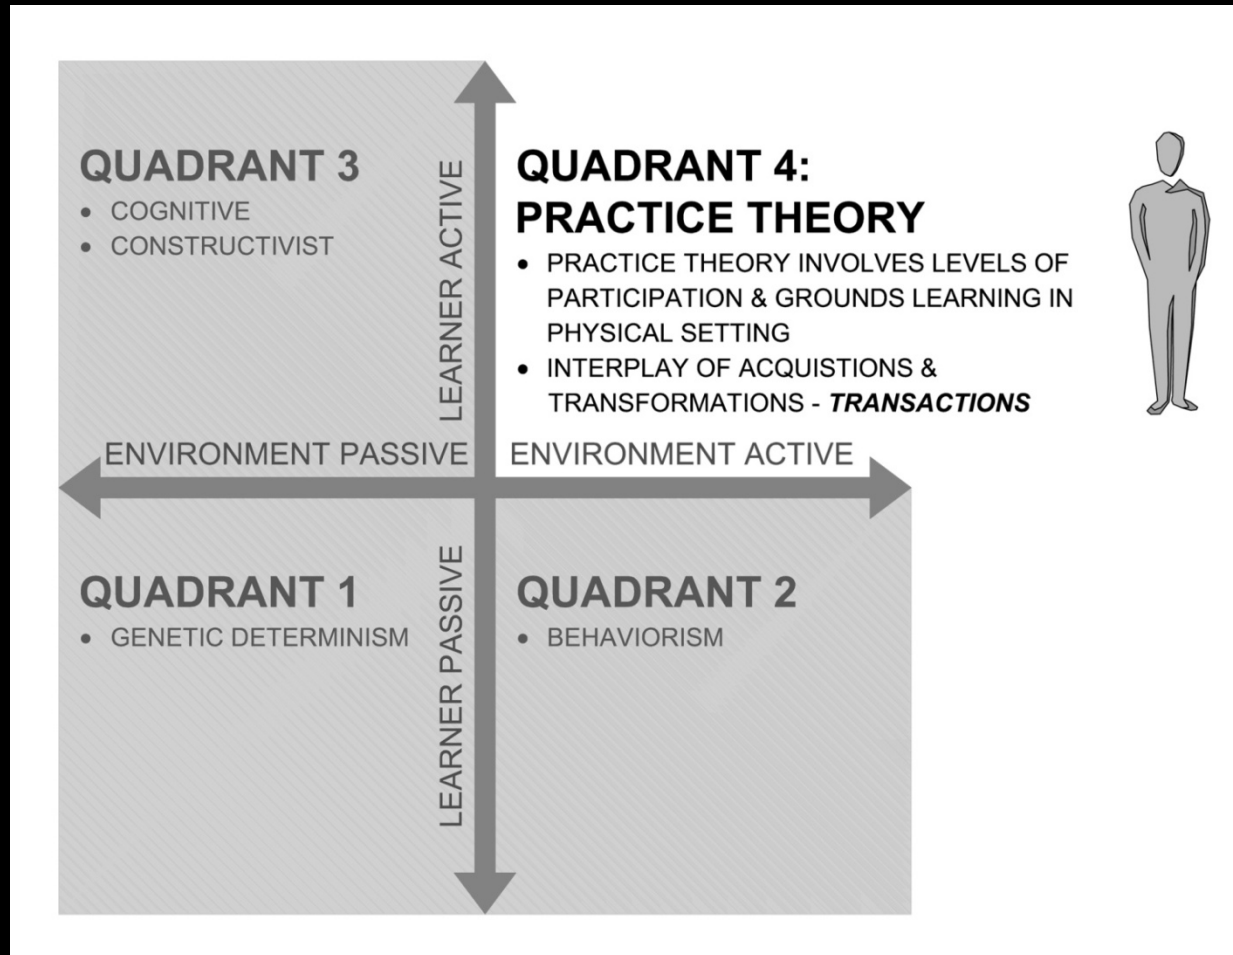 QUADRANT 3
• COGNITIVE
• CONSTRUCTIVIST
LEARNER ACTIVE
QUADRANT 4:
PRACTICE THEORY
• PRACTICE THEORY INVOLVES LEVELS OF
PARTICIPATION & GROUNDS LEARNING IN
PHYSICAL SETTING
• INTERPLAY OF ACQUISTIONS &
TRANSFORMATIONS - TRANSACTIONS
ENVIRONMENT PASSIVE
ENVIRONMENT ACTIVE
QUADRANT 1
• GENETIC DETERMINISM
LEARNER PASSIVE
QUADRANT 2
• BEHAVIORISM